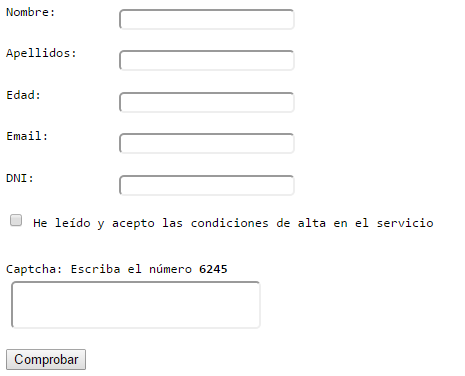 Nombre:
Apellidos:
Edad:
Email:
DNI:
He leído y acepto las condiciones de alta en el servicio
Captcha: Escriba el número 6245
Comprobar